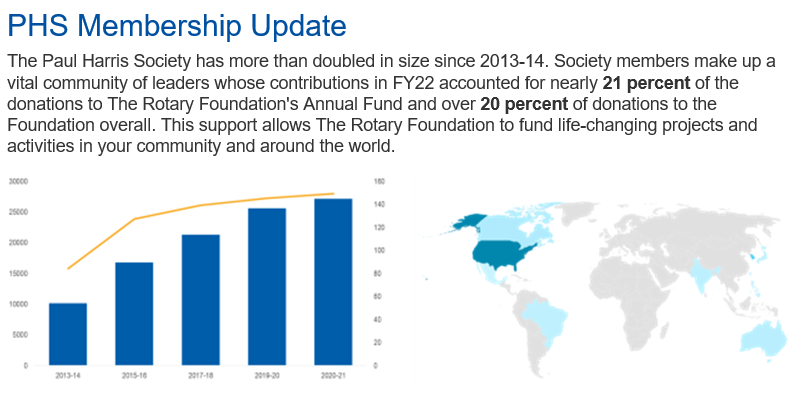 PHS Membership Update
The Paul Harris Society has more than doubled in size since 2013-14. Society members make up a
vital community of leaders whose contributions in FY22 accounted for nearly 21 percent of the
donations to The Rotary Foundation's Annual Fund and over 20 percent of donations to the
Foundation overall. This support allows The Rotary Foundation to fund life-changing projects and
activities in your community and around the world.
30000
25000
20000
15000
10000
5000
0
160
140
120
100
80
60
40
20
0
2013-14 2015-16 2017-18 2019-20 2020-21